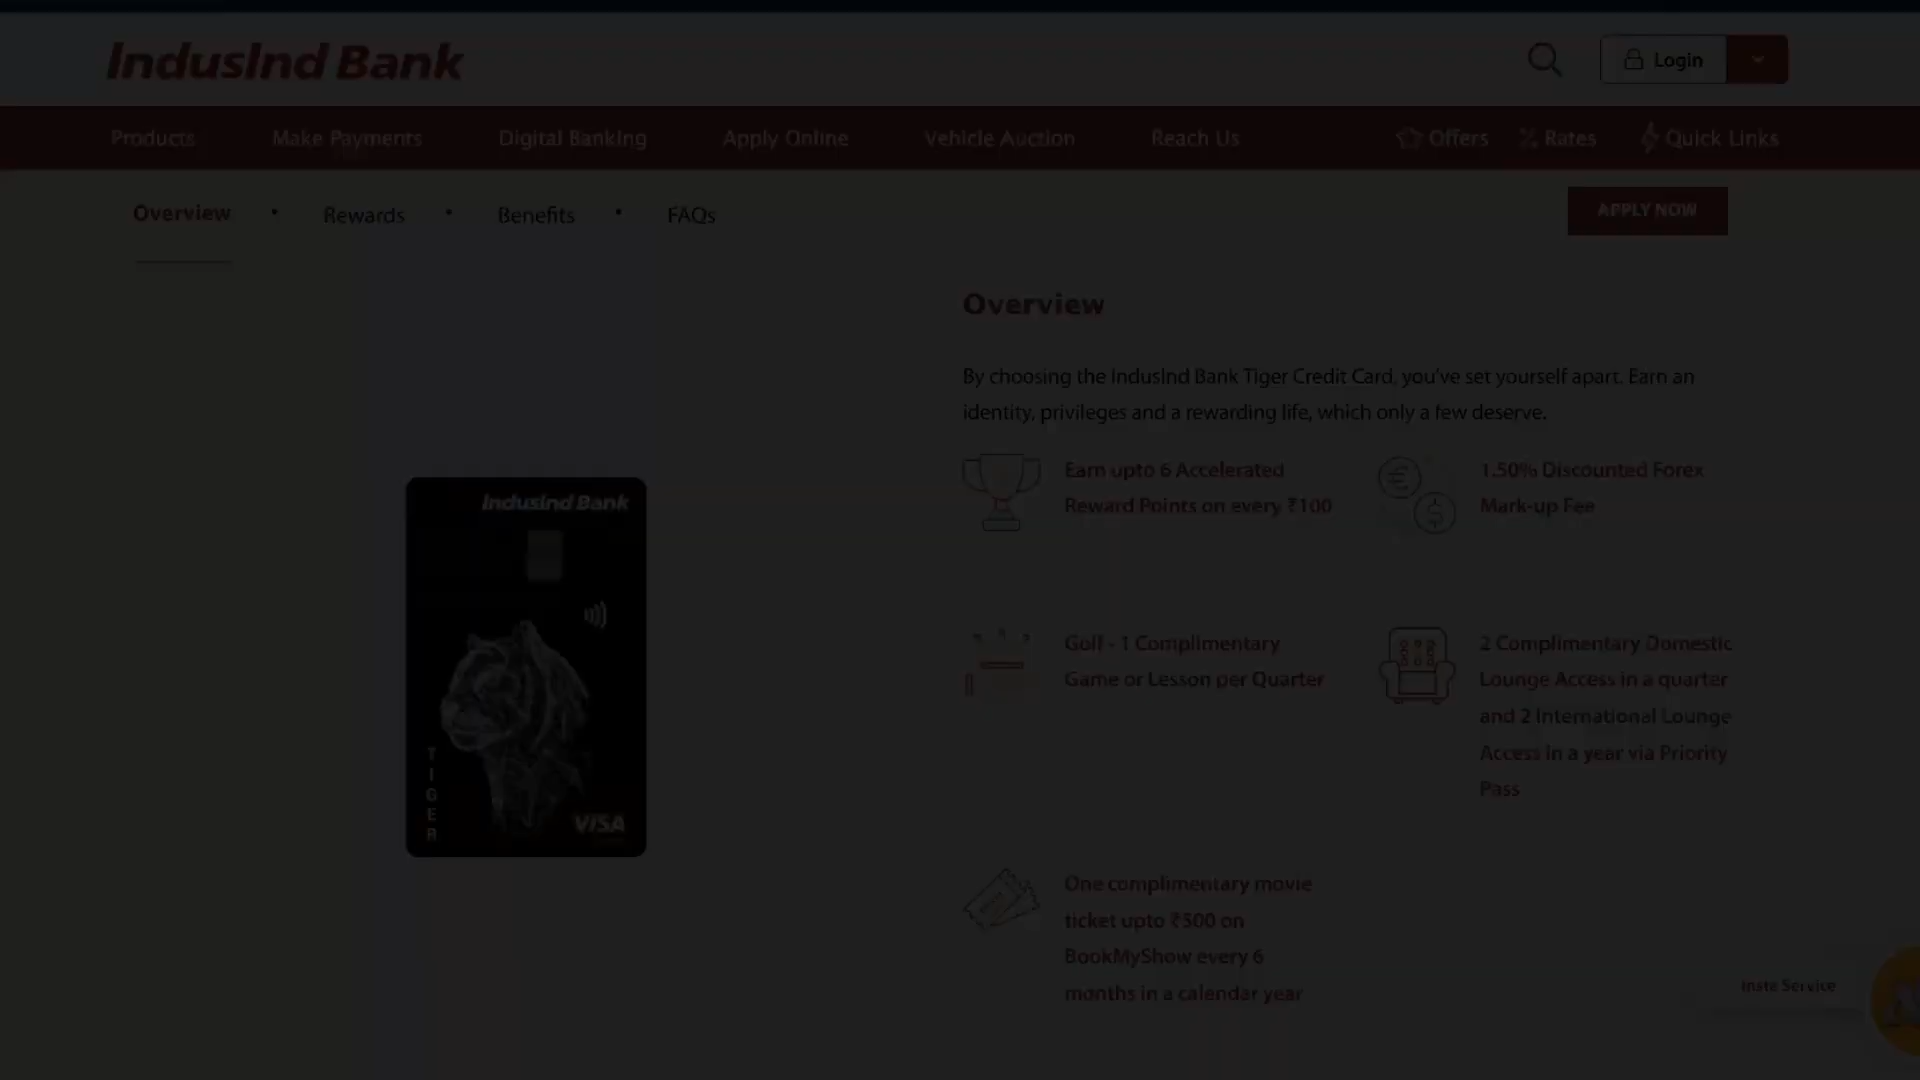 IndusInd Bank
Login
Products Make Payments Digital Banking Apply Online Vehicle Auction Reach Us Offers Rates Quick Links
Overview • Rewards • Benefits • FAQs
APPLY NOW
Overview
By choosing the IndusInd Bank Tiger Credit Card, you've set yourself apart. Earn an
identity, privileges and a rewarding life, which only a few deserve.
Earn upto 6 Accelerated
Reward Points on every ₹100
1.50% Discounted Forex
Mark-up Fee
Golf - 1 Complimentary
Game or Lesson per Quarter
2 Complimentary Domestic
Lounge Access in a quarter
and 2 International Lounge
Access in a year via Priority
Pass
One complimentary movie
ticket upto ₹500 on
BookMyShow every 6
months in a calendar year
IndusInd Bank
TIGER
VISA
Insta Service